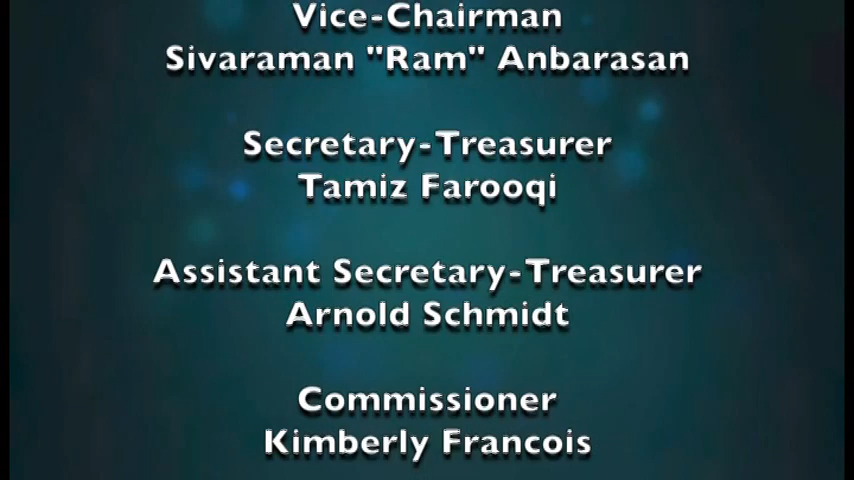 Vice-Chairman
Sivaraman "Ram" Anbarasan
Secretary-Treasurer
Tamiz Farooqi
Assistant Secretary-Treasurer
Arnold Schmidt
Commissioner
Kimberly Francois